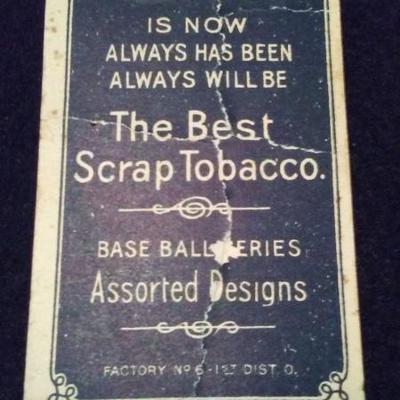 IS NOW
ALWAYS HAS BEEN
ALWAYS WILL BE
The Best
Scrap Tobacco.
BASE BALL SERIES
Assorted Designs
FACTORY Nº 6 - 1ST DIST. O.